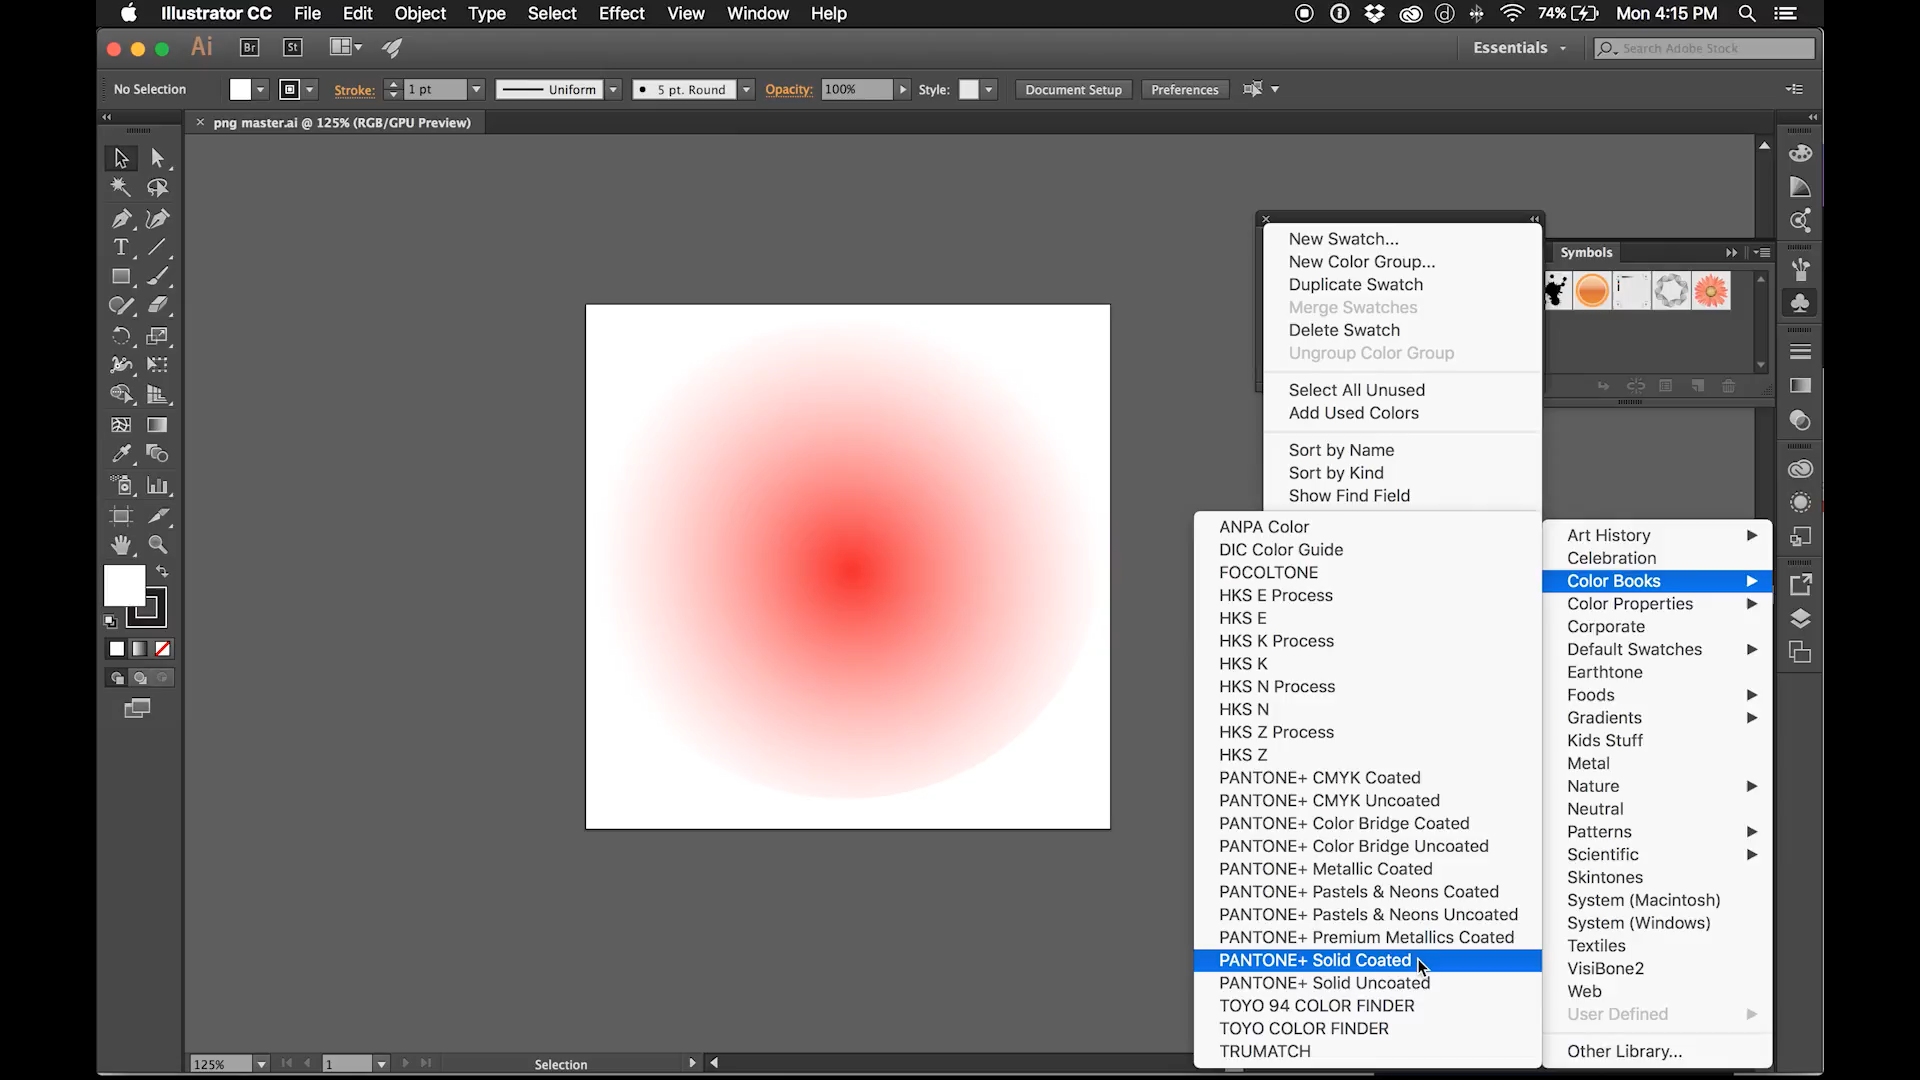 Illustrator CC File Edit Object Type Select Effect View Window Help 74% Mon 4:15 PM
Ai Br St Essentials Search Adobe Stock
No Selection Stroke: 1 pt Uniform 5 pt. Round Opacity: 100% Style: Document Setup Preferences
png master.ai @ 125% (RGB/GPU Preview)
New Swatch...
New Color Group...
Duplicate Swatch
Merge Swatches
Delete Swatch
Ungroup Color Group
Select All Unused
Add Used Colors
Sort by Name
Sort by Kind
Show Find Field
Symbols
ANPA Color
DIC Color Guide
FOCOLTONE
HKS E Process
HKS E
HKS K Process
HKS K
HKS N Process
HKS N
HKS Z Process
HKS Z
PANTONE+ CMYK Coated
PANTONE+ CMYK Uncoated
PANTONE+ Color Bridge Coated
PANTONE+ Color Bridge Uncoated
PANTONE+ Metallic Coated
PANTONE+ Pastels & Neons Coated
PANTONE+ Pastels & Neons Uncoated
PANTONE+ Premium Metallics Coated
PANTONE+ Solid Coated
PANTONE+ Solid Uncoated
TOYO 94 COLOR FINDER
TOYO COLOR FINDER
TRUMATCH
Art History
Celebration
Color Books
Color Properties
Corporate
Default Swatches
Earthtone
Foods
Gradients
Kids Stuff
Metal
Nature
Neutral
Patterns
Scientific
Skintones
System (Macintosh)
System (Windows)
Textiles
VisiBone2
Web
User Defined
Other Library...
125% 1 Selection